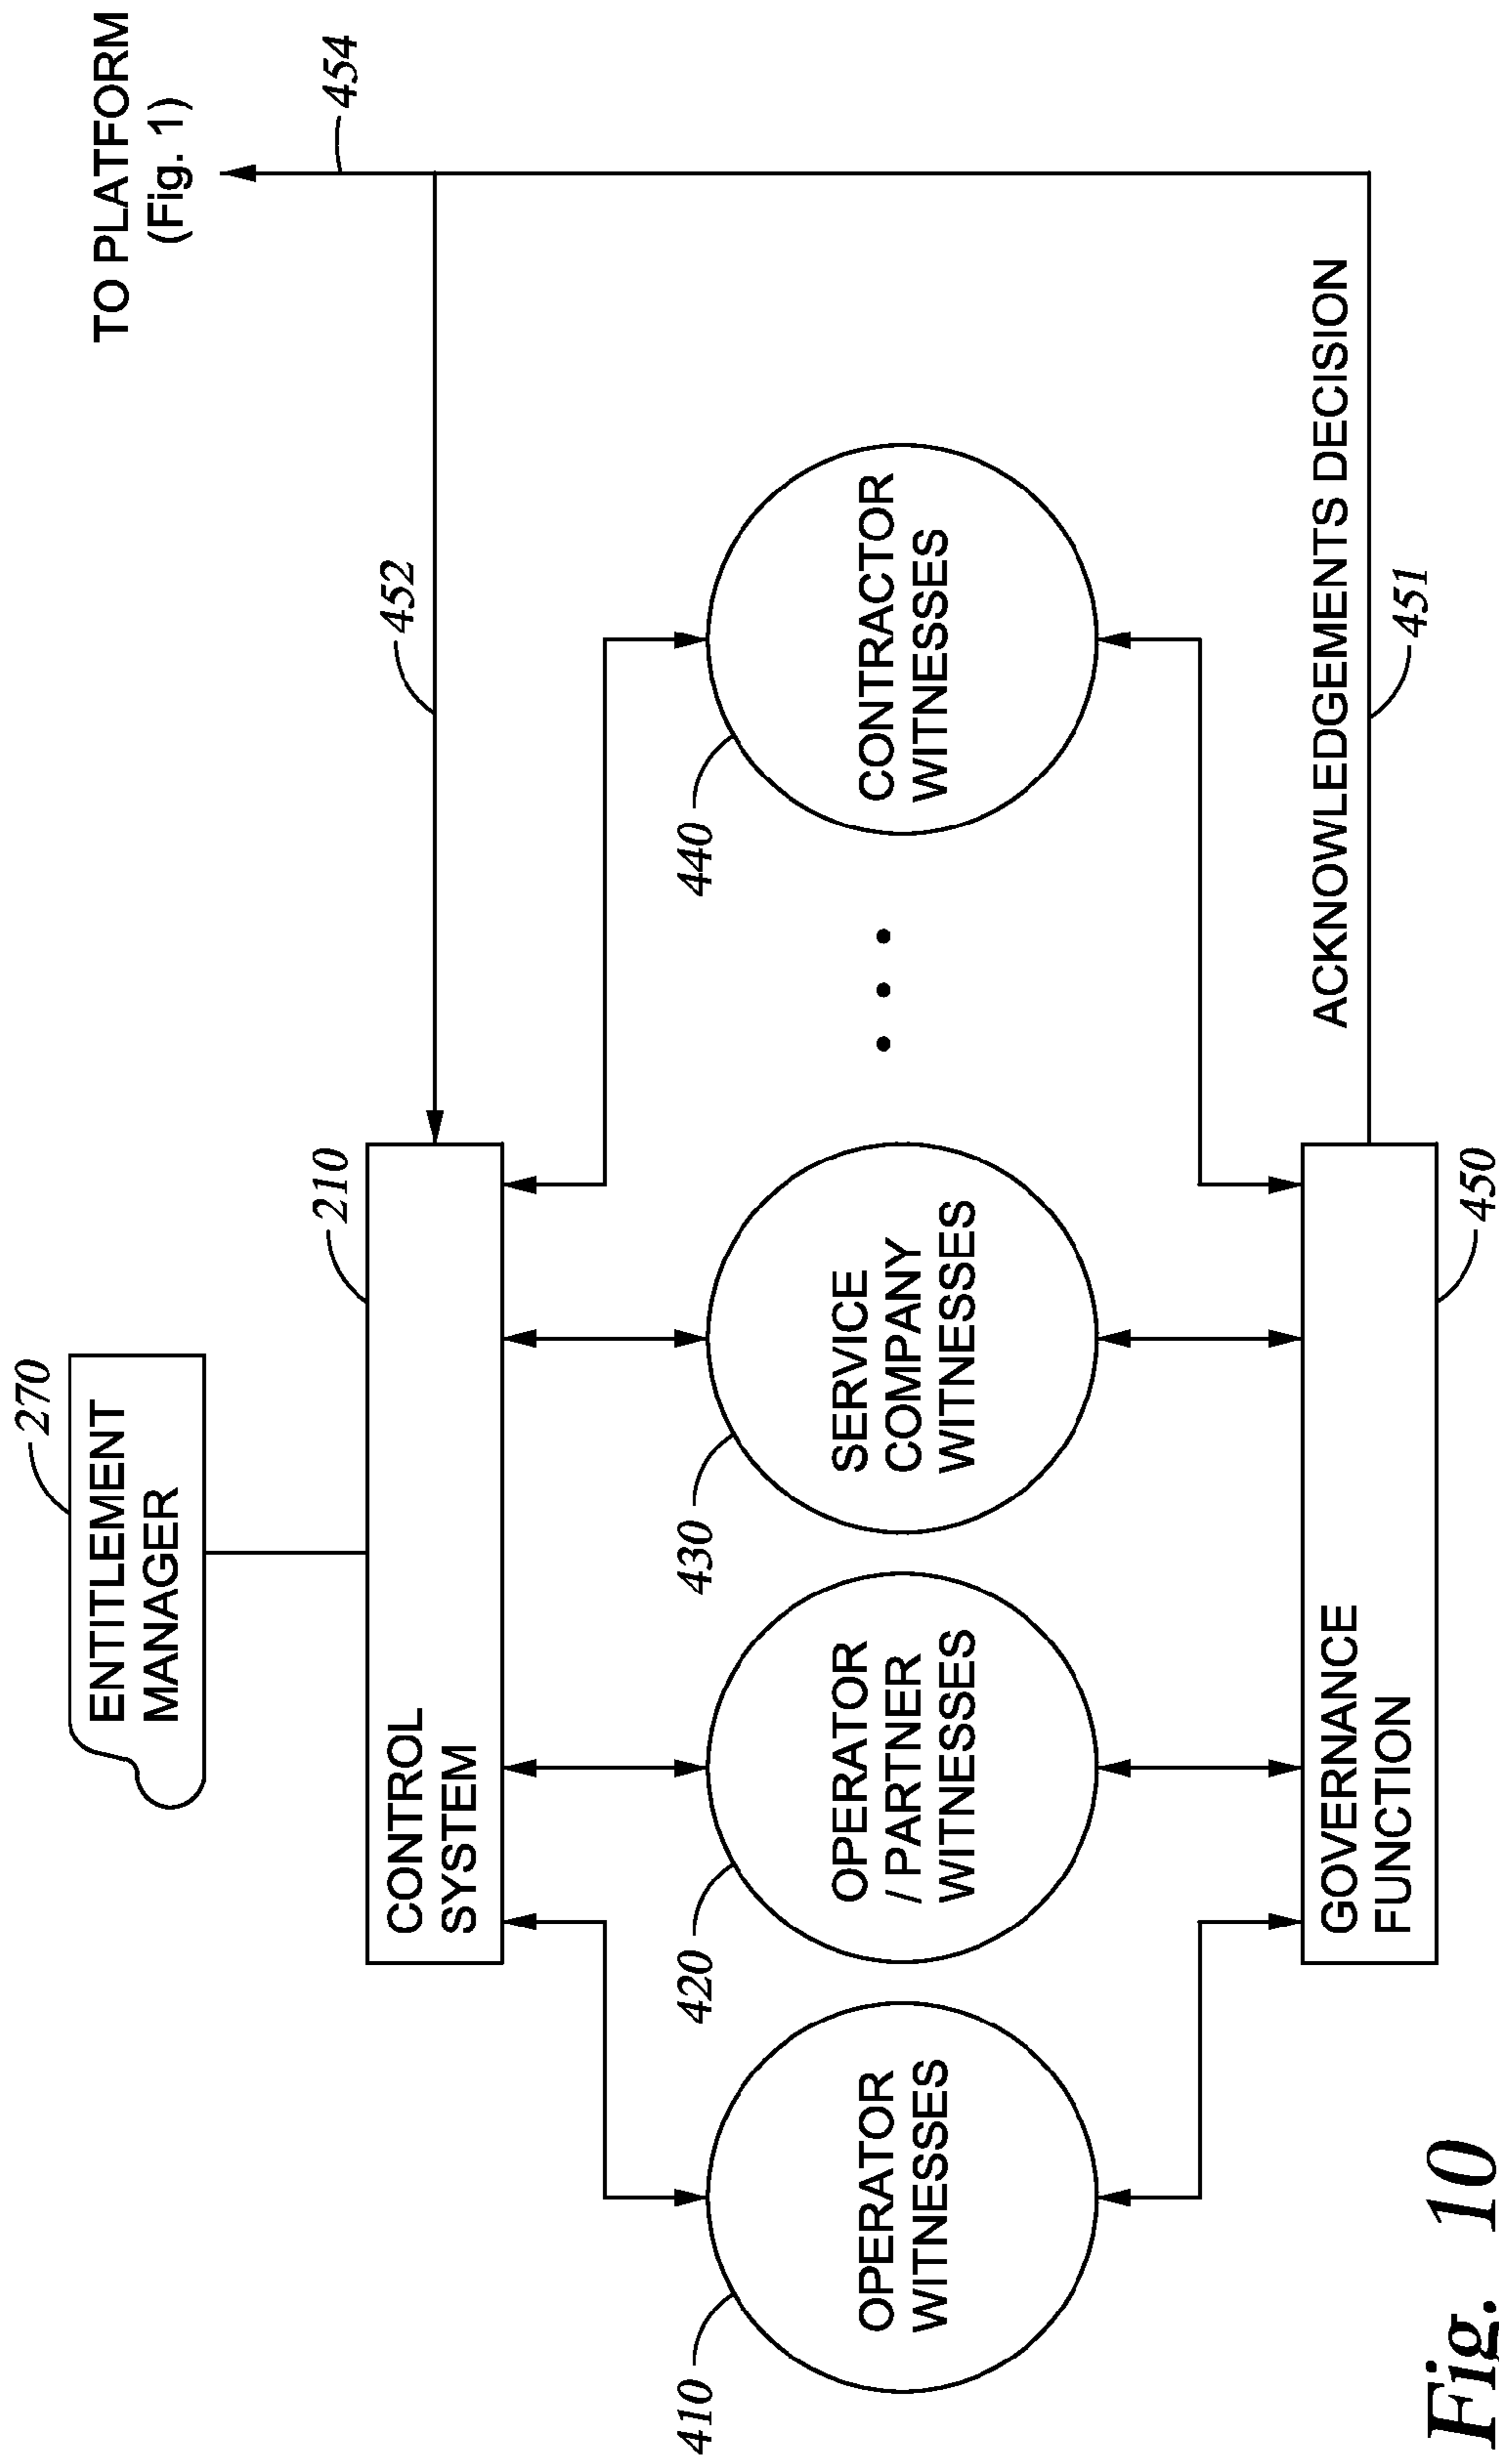 TO PLATFORM
(Fig. 1)
454
270
ENTITLEMENT
MANAGER
210
452
CONTROL
SYSTEM
410
420
430
440
OPERATOR
WITNESSES
OPERATOR
/ PARTNER
WITNESSES
SERVICE
COMPANY
WITNESSES
CONTRACTOR
WITNESSES
GOVERNANCE
FUNCTION
ACKNOWLEDGEMENTS DECISION
450
451
Fig. 10